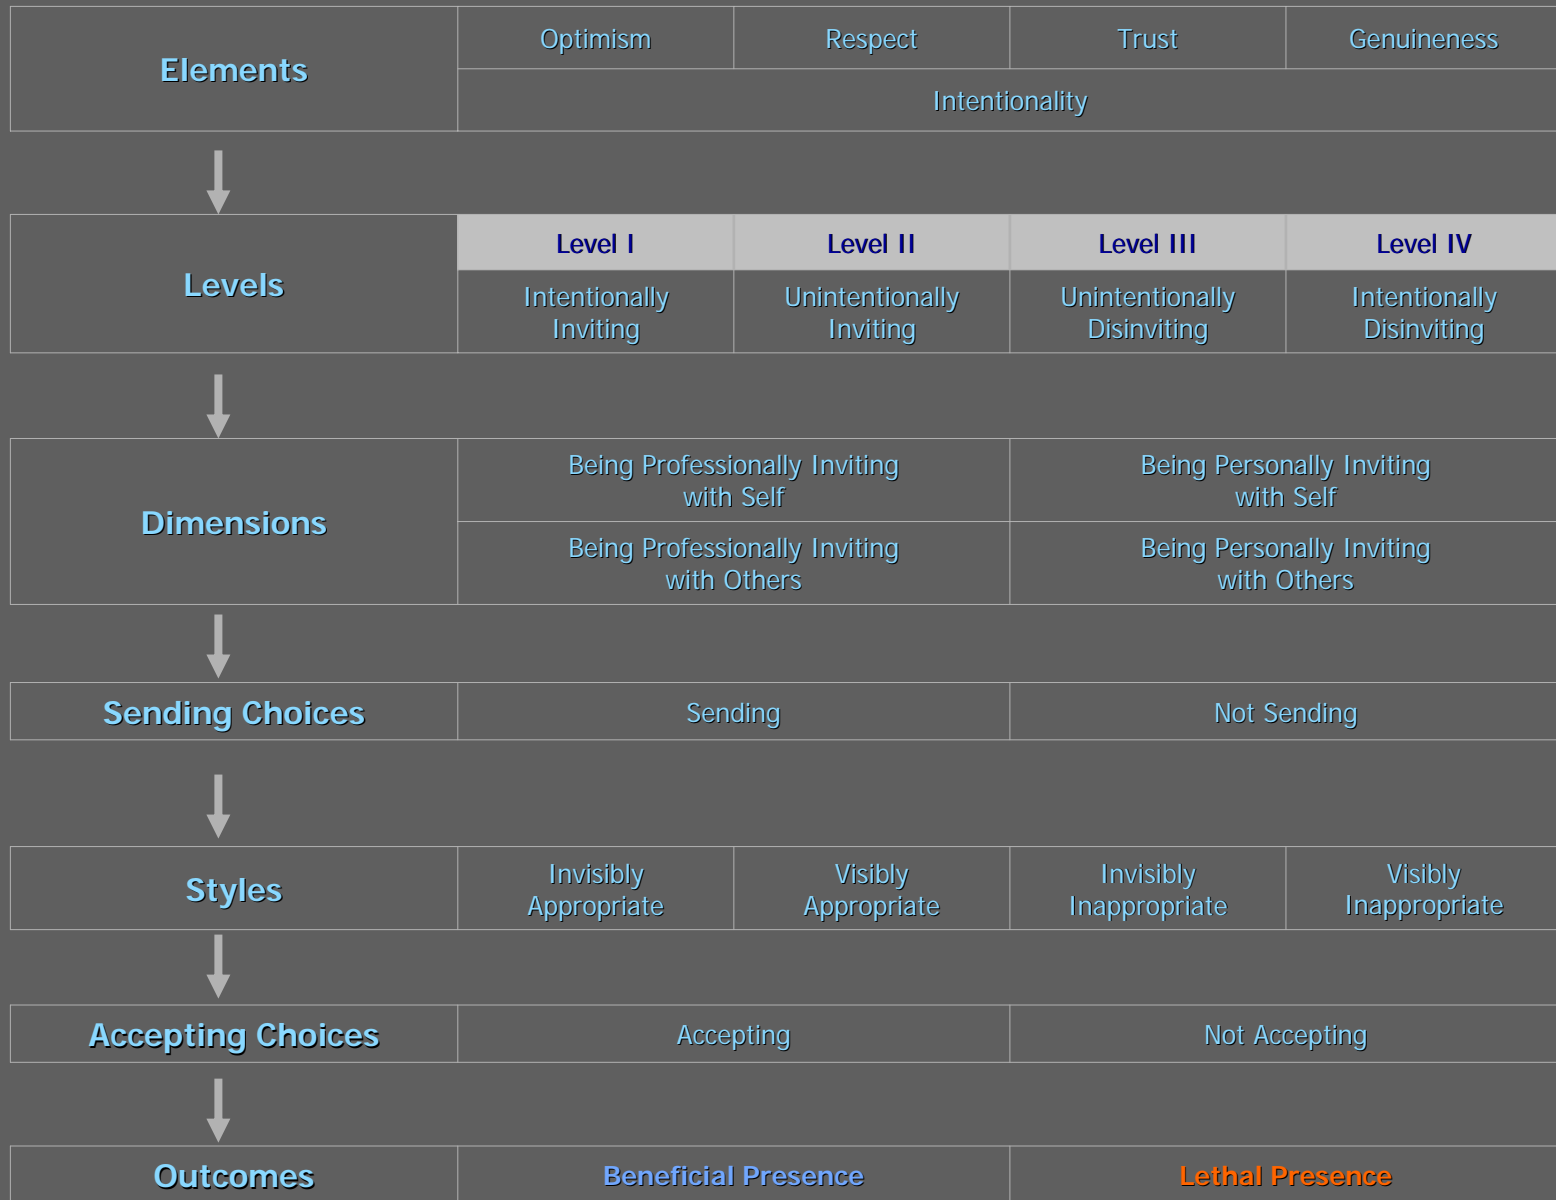 Elements
Optimism
Respect
Trust
Genuineness
Intentionality
Levels
Level I
Level II
Level III
Level IV
Intentionally
Inviting
Unintentionally
Inviting
Unintentionally
Disinviting
Intentionally
Disinviting
Dimensions
Being Professionally Inviting
with Self
Being Personally Inviting
with Self
Being Professionally Inviting
with Others
Being Personally Inviting
with Others
Sending Choices
Sending
Not Sending
Styles
Invisibly
Appropriate
Visibly
Appropriate
Invisibly
Inappropriate
Visibly
Inappropriate
Accepting Choices
Accepting
Not Accepting
Outcomes
Beneficial Presence
Lethal Presence